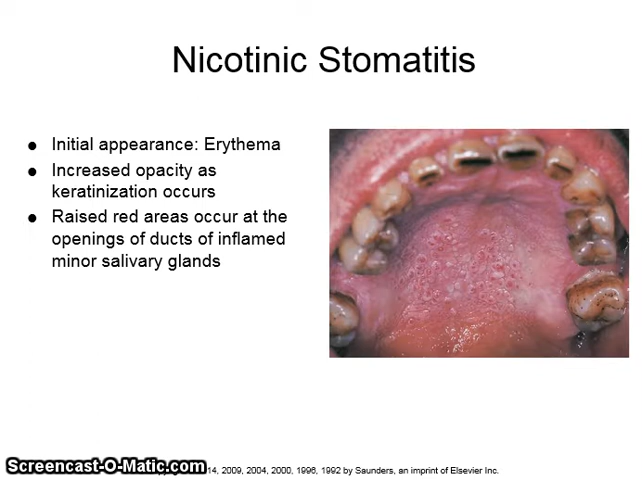 Nicotinic Stomatitis
● Initial appearance: Erythema
● Increased opacity as
keratinization occurs
● Raised red areas occur at the
openings of ducts of inflamed
minor salivary glands
14, 2009, 2004, 2000, 1996, 1992 by Saunders, an imprint of Elsevier Inc.
Screencast-O-Matic.com